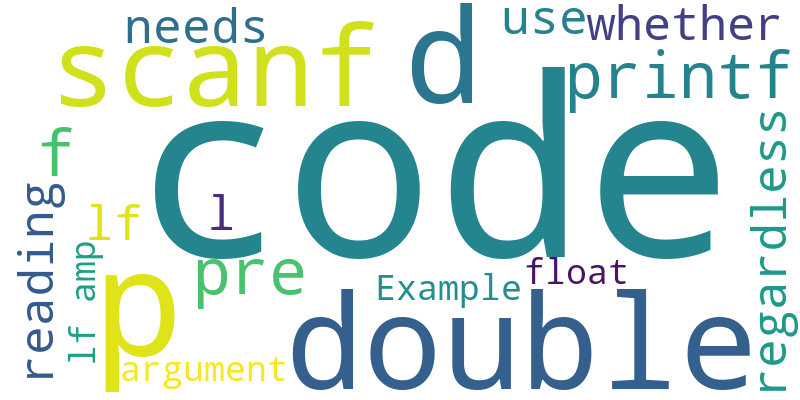 needs
use
whether
scanf
d
printf
code
f
l
lf
reading
lf amp
p
pre
Example
float
regardless
argument
double